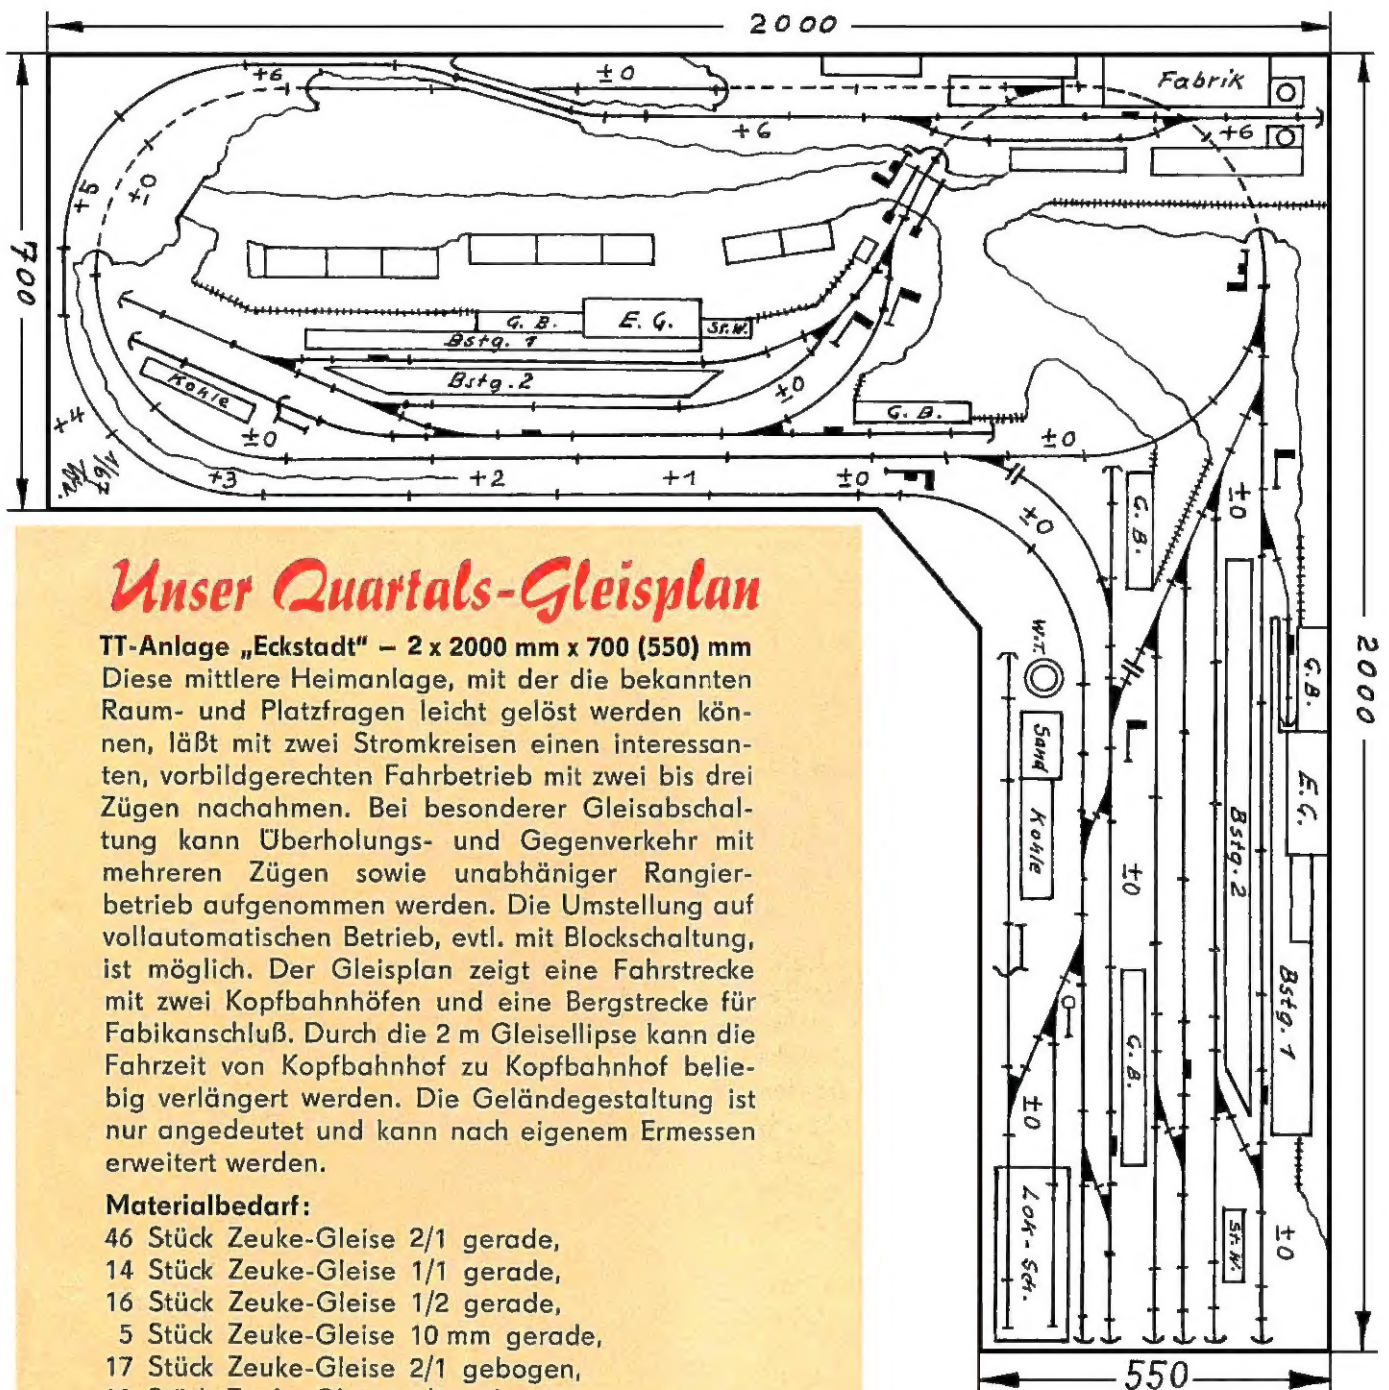 2000
+6
±0
Fabrik
+6
+6
+5
±0
700
G. B.
E. G.
St.W.
Bstg. 1
Bstg. 2
Kohle
±0
±0
G. B.
±0
+4
1/67
+3
+2
+1
±0
±0
G. B.
±0
2000
Unser Quartals-Gleisplan
TT-Anlage „Eckstadt“ – 2 x 2000 mm x 700 (550) mm
Diese mittlere Heimanlage, mit der die bekannten
Raum- und Platzfragen leicht gelöst werden kön-
nen, läßt mit zwei Stromkreisen einen interessan-
ten, vorbildgerechten Fahrbetrieb mit zwei bis drei
Zügen nachahmen. Bei besonderer Gleisabschal-
tung kann Überholungs- und Gegenverkehr mit
mehreren Zügen sowie unabhäniger Rangier-
betrieb aufgenommen werden. Die Umstellung auf
vollautomatischen Betrieb, evtl. mit Blockschaltung,
ist möglich. Der Gleisplan zeigt eine Fahrstrecke
mit zwei Kopfbahnhöfen und eine Bergstrecke für
Fabikanschluß. Durch die 2 m Gleisellipse kann die
Fahrzeit von Kopfbahnhof zu Kopfbahnhof belie-
big verlängert werden. Die Geländegestaltung ist
nur angedeutet und kann nach eigenem Ermessen
erweitert werden.
Materialbedarf:
46 Stück Zeuke-Gleise 2/1 gerade,
14 Stück Zeuke-Gleise 1/1 gerade,
16 Stück Zeuke-Gleise 1/2 gerade,
5 Stück Zeuke-Gleise 10 mm gerade,
17 Stück Zeuke-Gleise 2/1 gebogen,
W.T.
Sand
Kohle
±0
G. B.
E. G.
Bstg. 2
Bstg. 1
G. B.
±0
Lok-Sch.
St.W.
±0
550